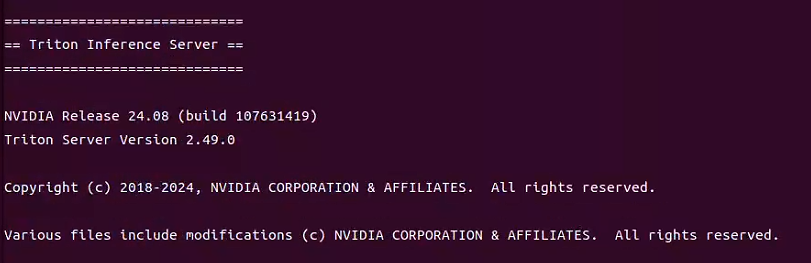 =============================
== Triton Inference Server ==
=============================
NVIDIA Release 24.08 (build 107631419)
Triton Server Version 2.49.0
Copyright (c) 2018-2024, NVIDIA CORPORATION & AFFILIATES.  All rights reserved.
Various files include modifications (c) NVIDIA CORPORATION & AFFILIATES.  All rights reserved.